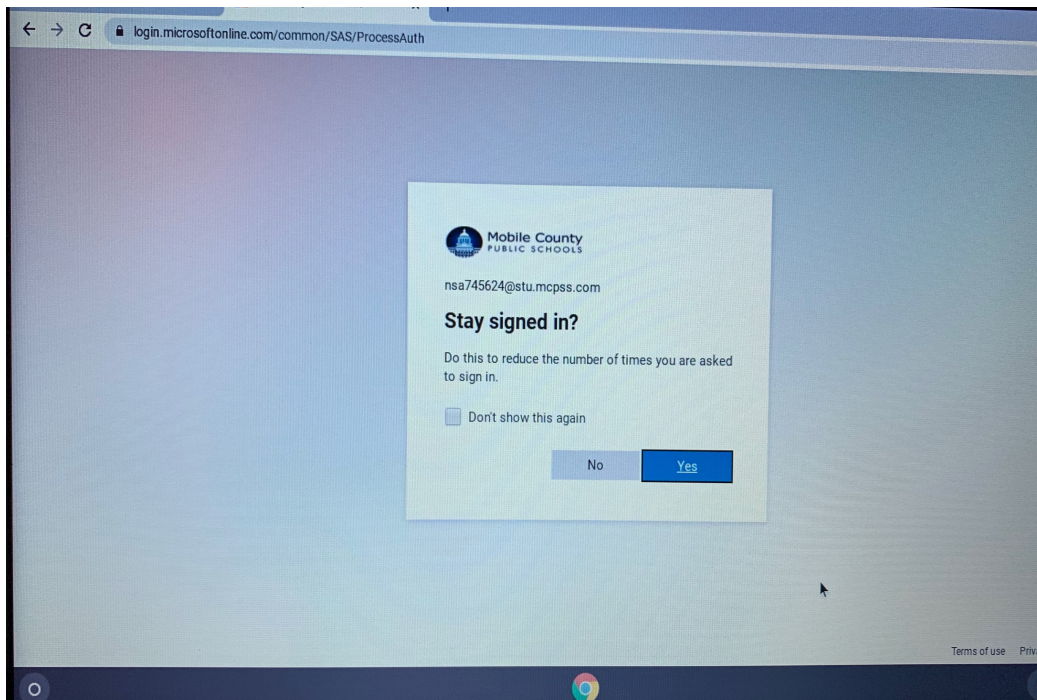 login.microsoftonline.com/common/SAS/ProcessAuth
Mobile County
PUBLIC SCHOOLS
nsa745624@stu.mcpss.com
Stay signed in?
Do this to reduce the number of times you are asked
to sign in.
Don't show this again
No Yes
Terms of use